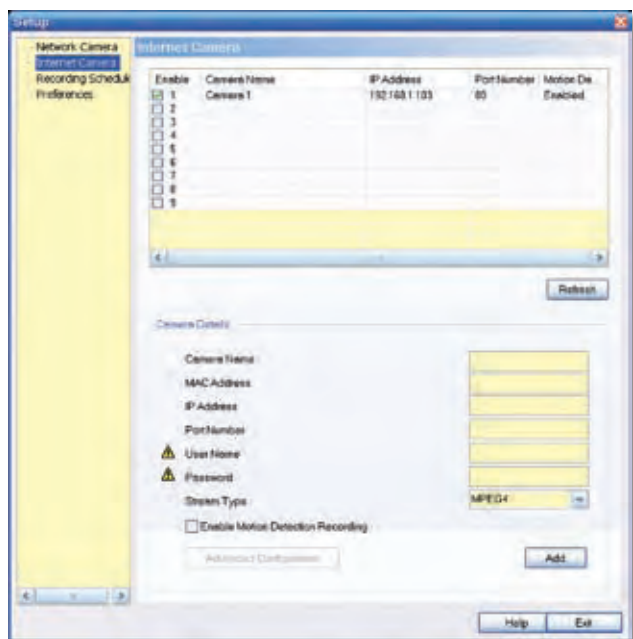 Setup
Network Camera
Internet Camera
Recording Schedul
Preferences
Internet Camera
Enable Camera Name IP Address Port Number Motion De
1 Camera 1 192.168.1.103 80 Enabled
2
3
4
5
6
7
8
9
Refresh
Camera Details
Camera Name
MAC Address
IP Address
Port Number
User Name
Password
Stream Type MPEG4
Enable Motion Detection Recording
Advanced Configuration Add
Help Exit